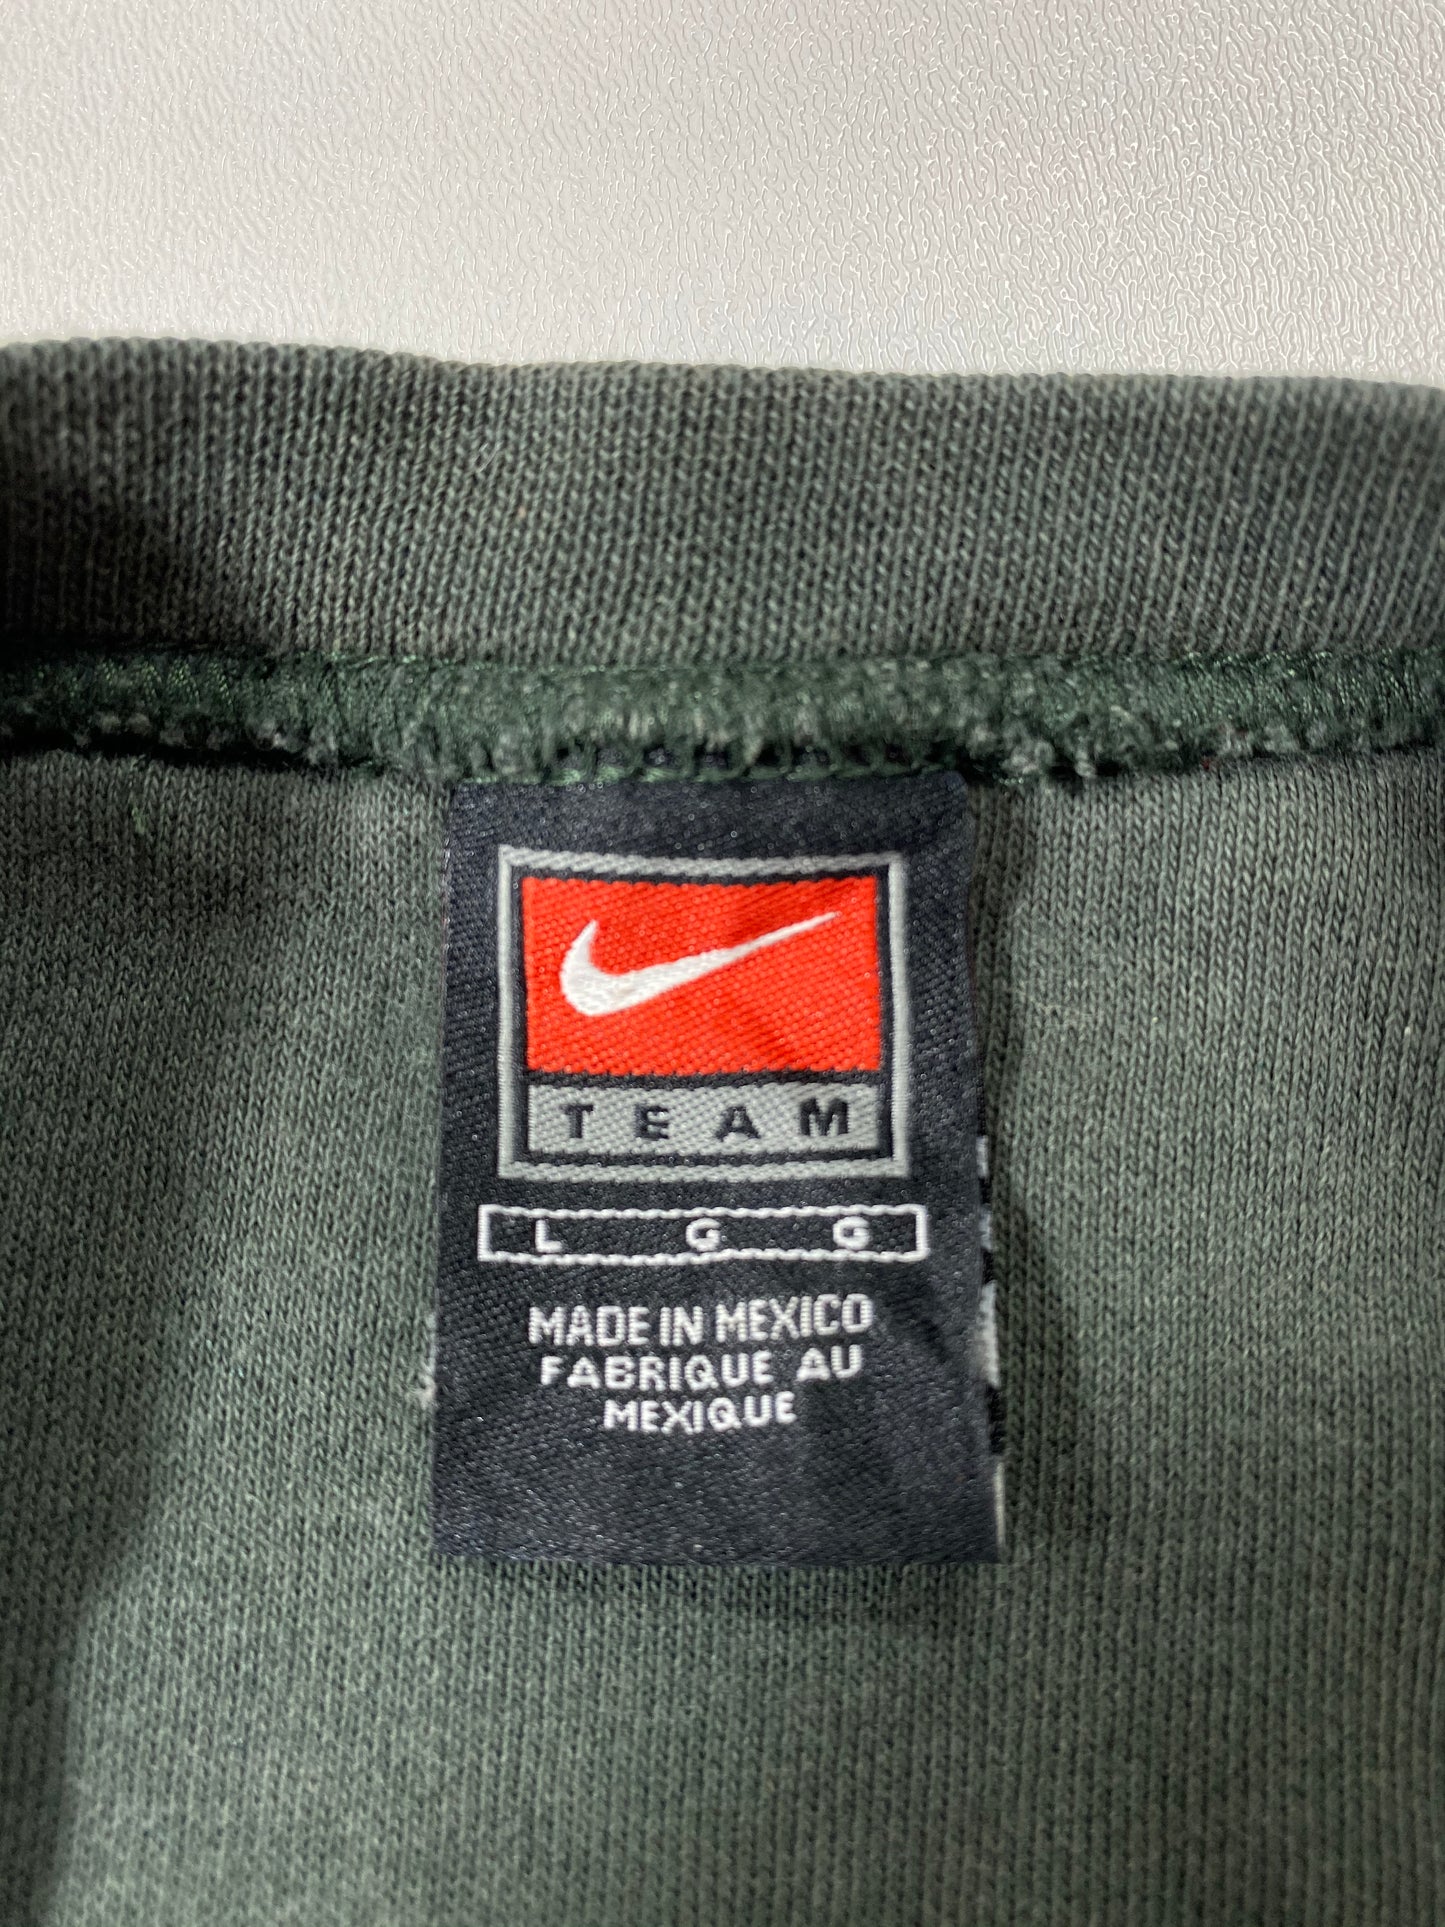 TEAM
L G G
MADE IN MEXICO
FABRIQUE AU
MEXIQUE